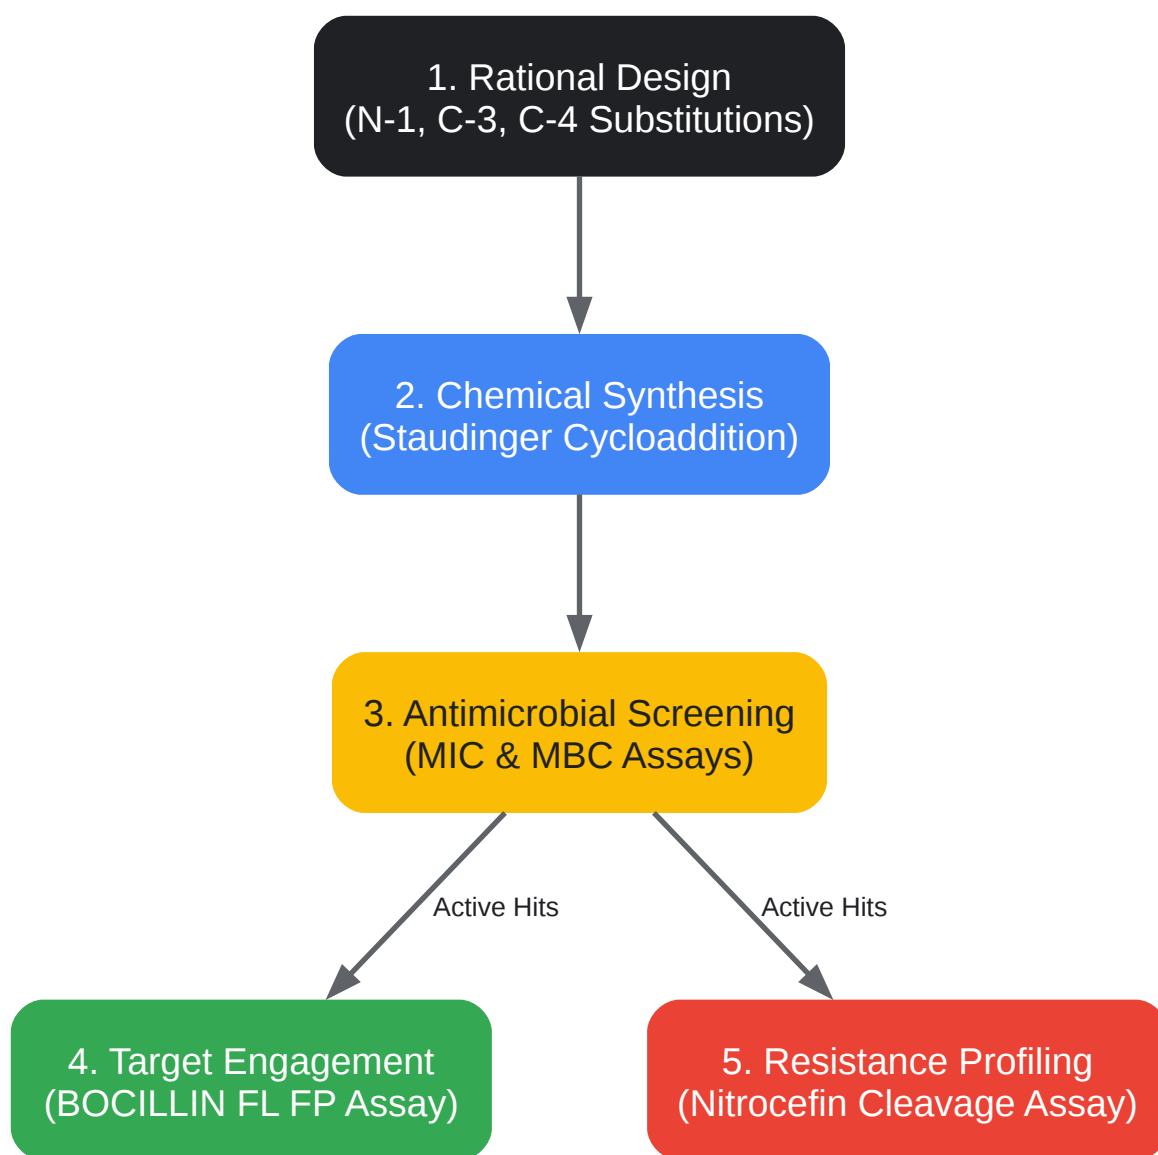 1. Rational Design
(N-1, C-3, C-4 Substitutions)
2. Chemical Synthesis
(Staudinger Cycloaddition)
3. Antimicrobial Screening
(MIC & MBC Assays)
Active Hits
Active Hits
4. Target Engagement
(BOCILLIN FL FP Assay)
5. Resistance Profiling
(Nitrocefin Cleavage Assay)